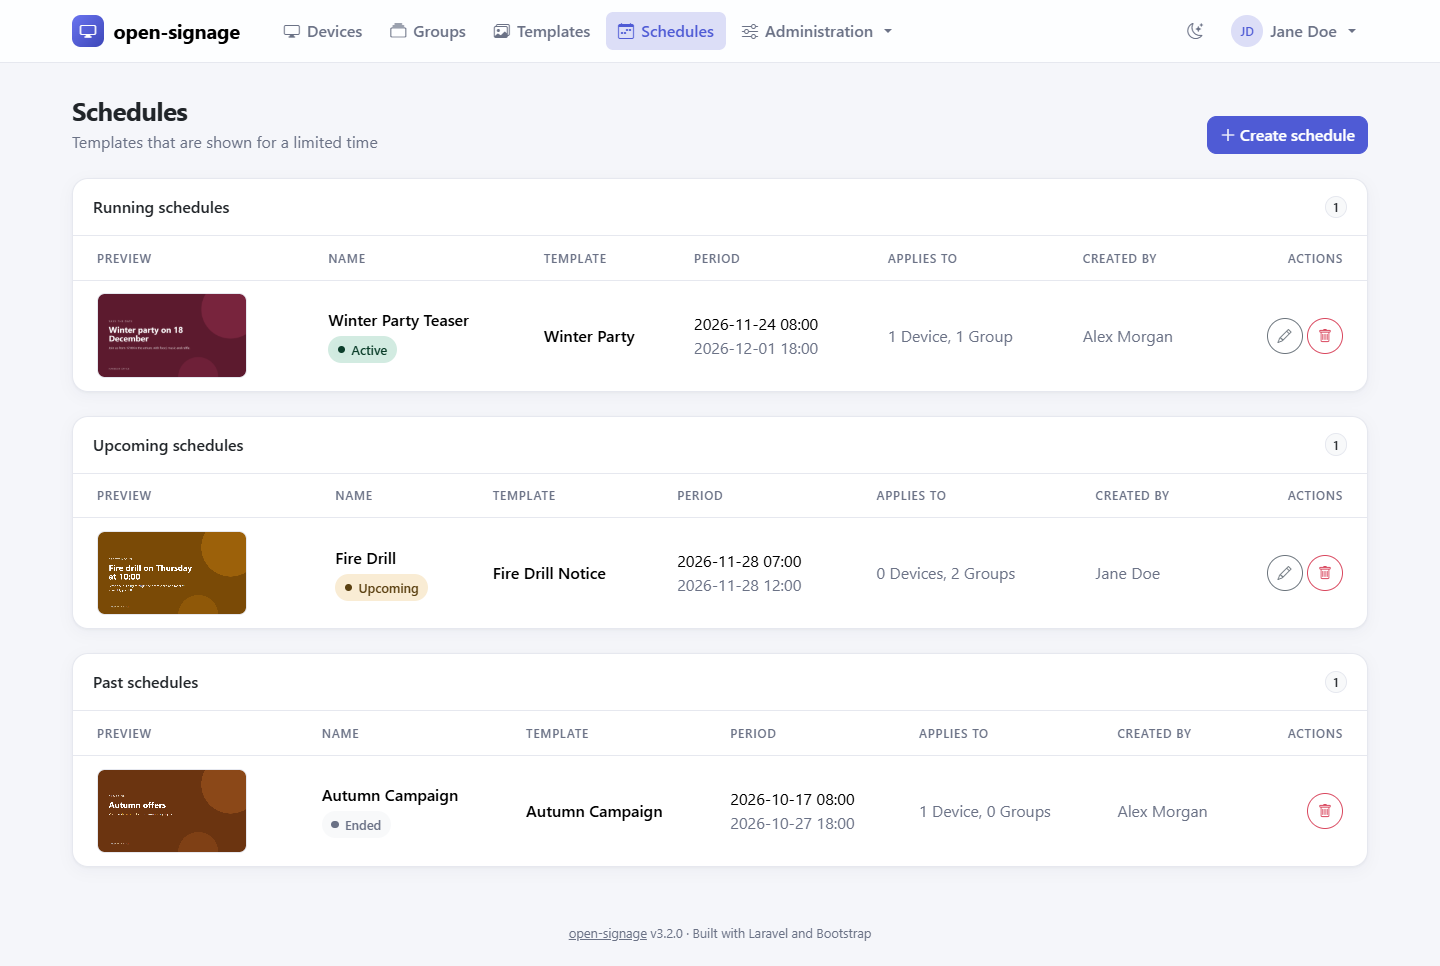 open-signage
Devices
Groups
Templates
Schedules
Administration
JD
Jane Doe
Schedules
Templates that are shown for a limited time
Create schedule
Running schedules
1
PREVIEW NAME TEMPLATE PERIOD APPLIES TO CREATED BY ACTIONS
Winter party on 18
December
Winter Party Teaser
Active
Winter Party
2026-11-24 08:00
2026-12-01 18:00
1 Device, 1 Group
Alex Morgan
Upcoming schedules
1
PREVIEW NAME TEMPLATE PERIOD APPLIES TO CREATED BY ACTIONS
Fire drill on Thursday
at 10:00
Fire Drill
Upcoming
Fire Drill Notice
2026-11-28 07:00
2026-11-28 12:00
0 Devices, 2 Groups
Jane Doe
Past schedules
1
PREVIEW NAME TEMPLATE PERIOD APPLIES TO CREATED BY ACTIONS
Autumn offers
Autumn Campaign
Ended
Autumn Campaign
2026-10-17 08:00
2026-10-27 18:00
1 Device, 0 Groups
Alex Morgan
open-signage v3.2.0 · Built with Laravel and Bootstrap